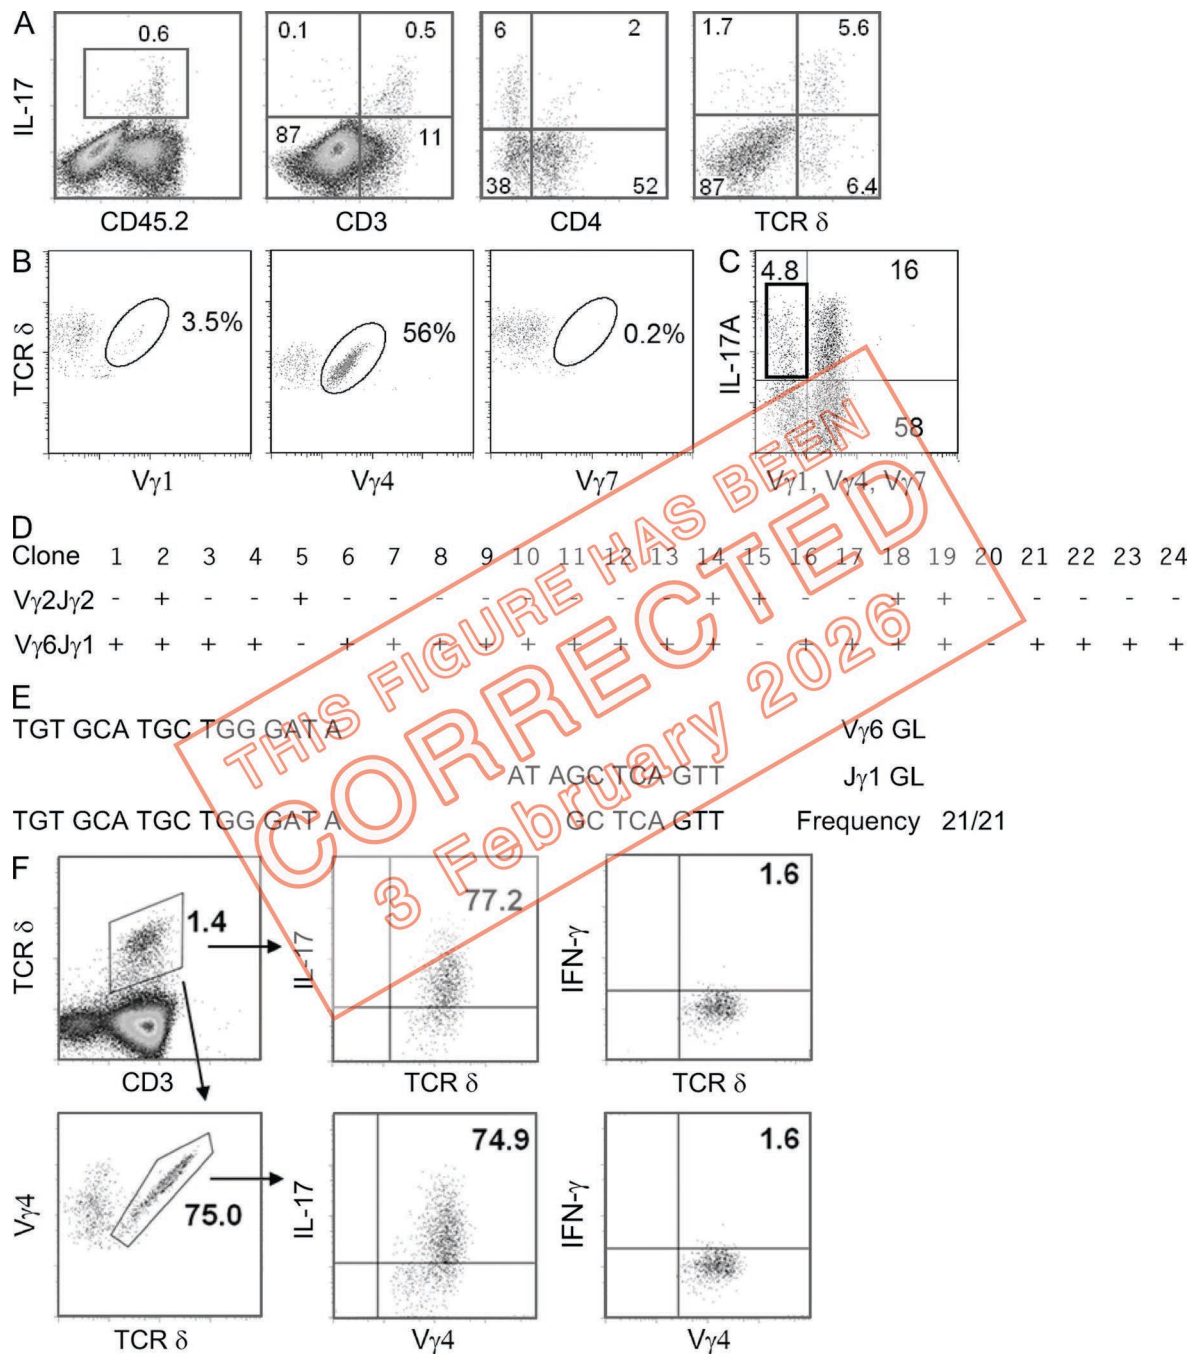 A
0.6
IL-17
CD45.2
0.1 0.5
87 11
CD3
6 2
38 52
CD4
1.7 5.6
87 6.4
TCR δ
B
TCR δ
3.5%
Vγ1
56%
Vγ4
0.2%
Vγ7
C
4.8 16
IL-17A
58
Vγ1, Vγ4, Vγ7
D
Clone 1 2 3 4 5 6 7 8 9 10 11 12 13 14 15 16 17 18 19 20 21 22 23 24
Vγ2Jγ2 - + - - + - - - - - - - - + + - - + + - - - - -
Vγ6Jγ1 + + + + - + + + + + + + + + - + + + + - + + + +
E
TGT GCA TGC TGG GAT A Vγ6 GL
AT AGC TCA GTT Jγ1 GL
TGT GCA TGC TGG GAT A GC TCA GTT Frequency 21/21
THIS FIGURE HAS BEEN
CORRECTED
3 February 2026
F
TCR δ
1.4
CD3
77.2
IL-17
TCR δ
1.6
IFN-γ
TCR δ
Vγ4
75.0
TCR δ
74.9
IL-17
Vγ4
1.6
IFN-γ
Vγ4